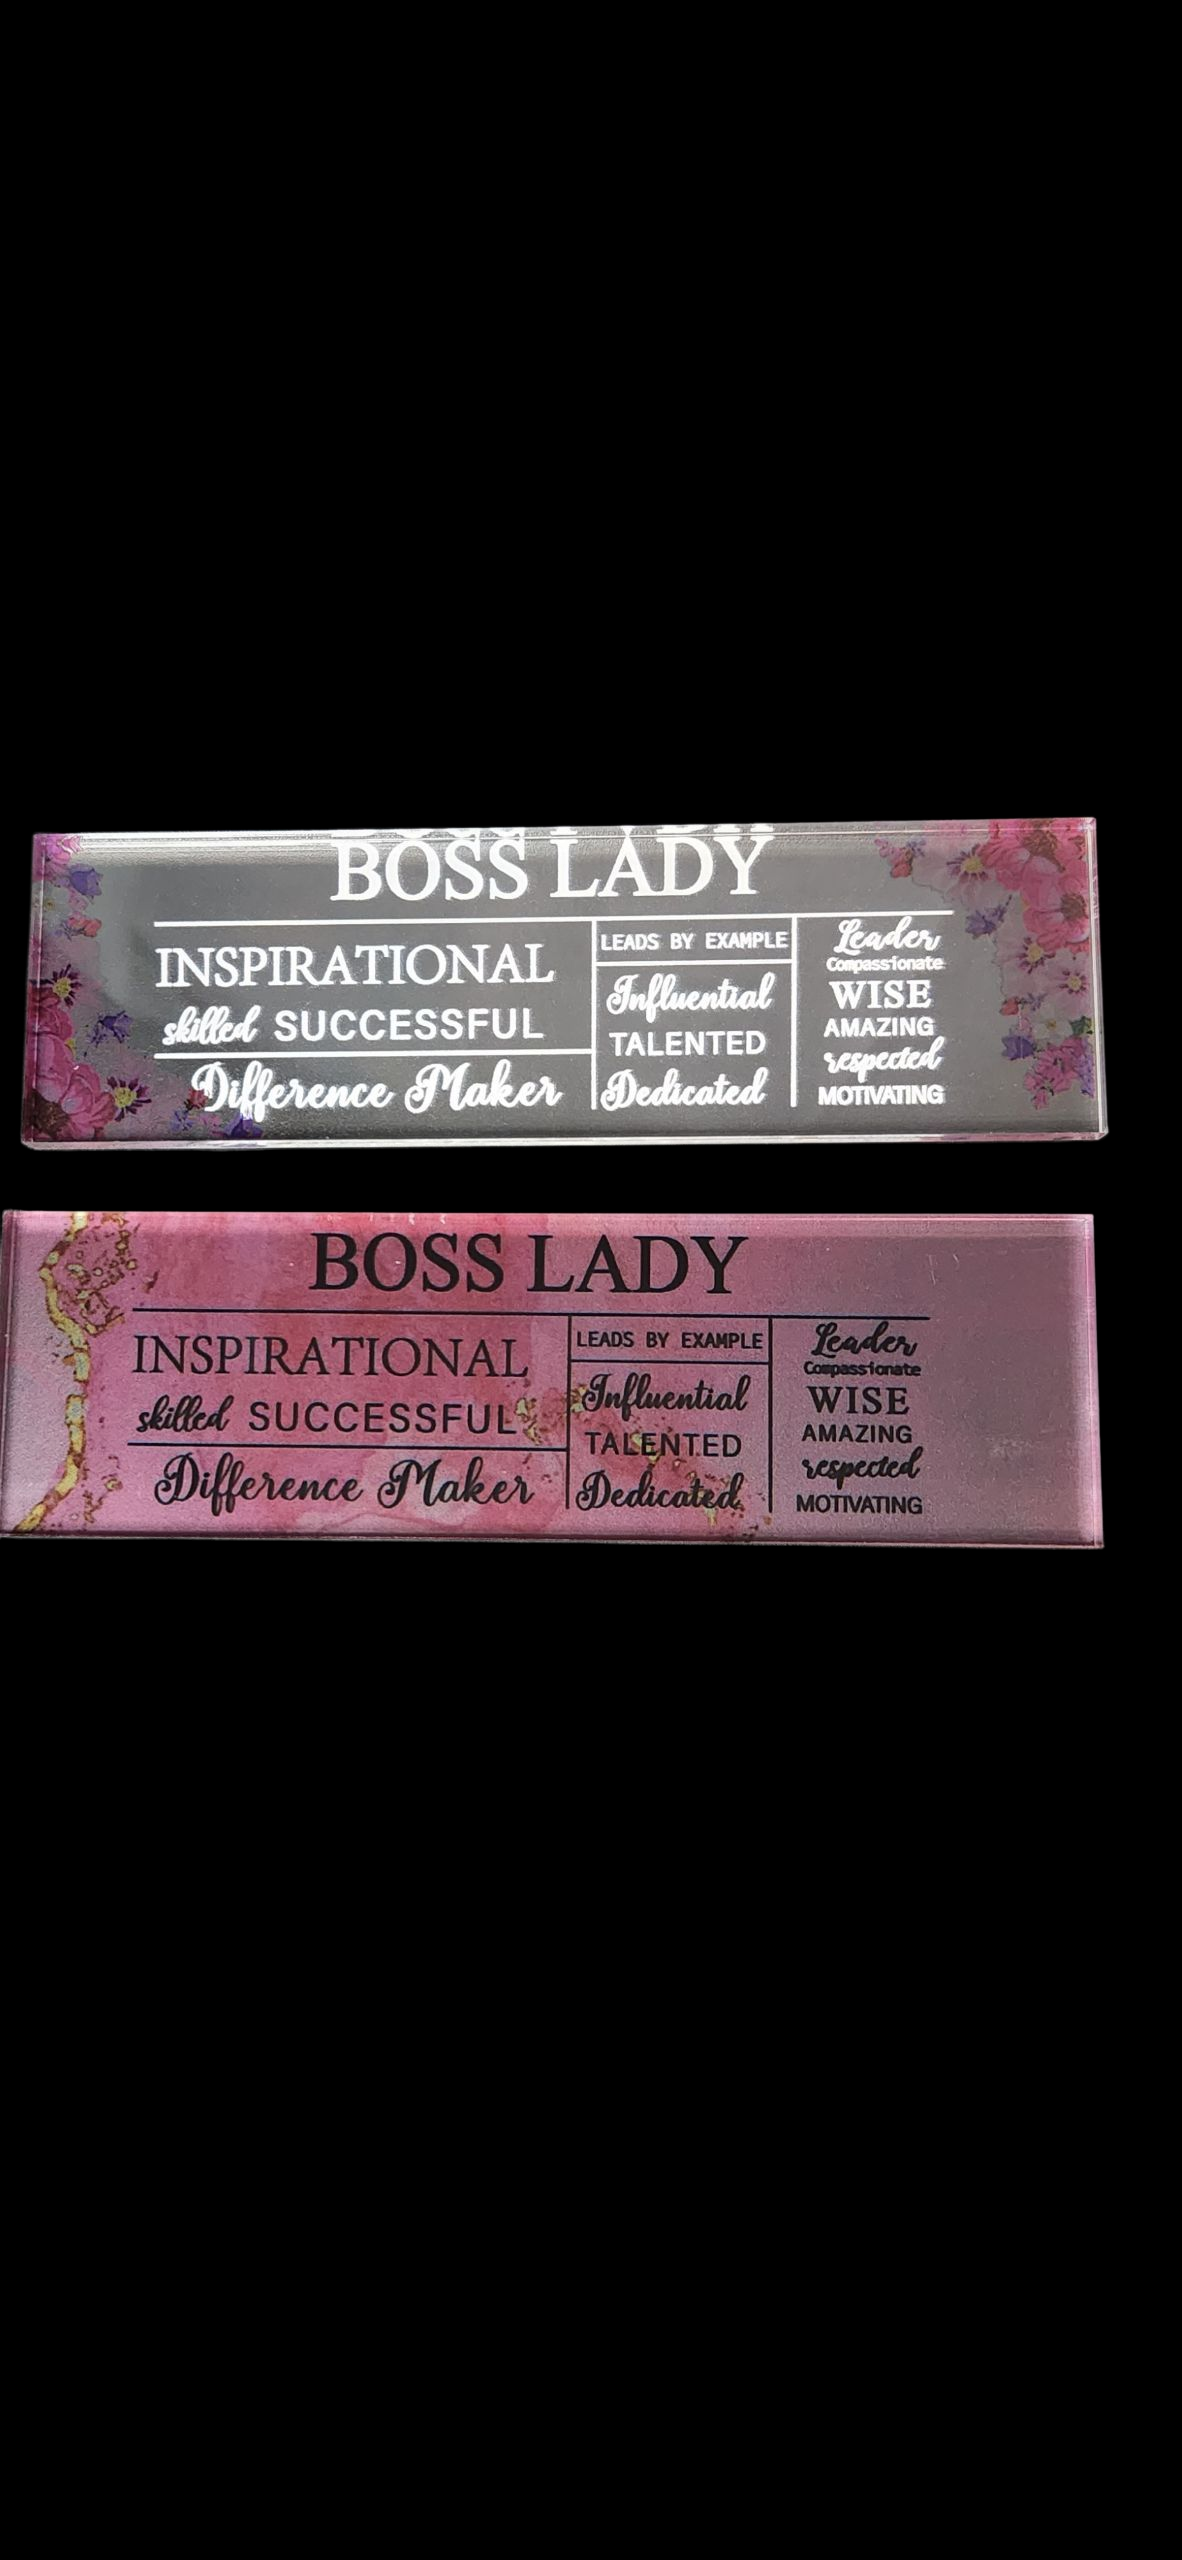 BOSS LADY
INSPIRATIONAL
skilled SUCCESSFUL
Difference Maker
LEADS BY EXAMPLE
Influential
TALENTED
Dedicated
Leader
Compassionate
WISE
AMAZING
respected
MOTIVATING
BOSS LADY
INSPIRATIONAL
skilled SUCCESSFUL
Difference Maker
LEADS BY EXAMPLE
Influential
TALENTED
Dedicated
Leader
Compassionate
WISE
AMAZING
respected
MOTIVATING